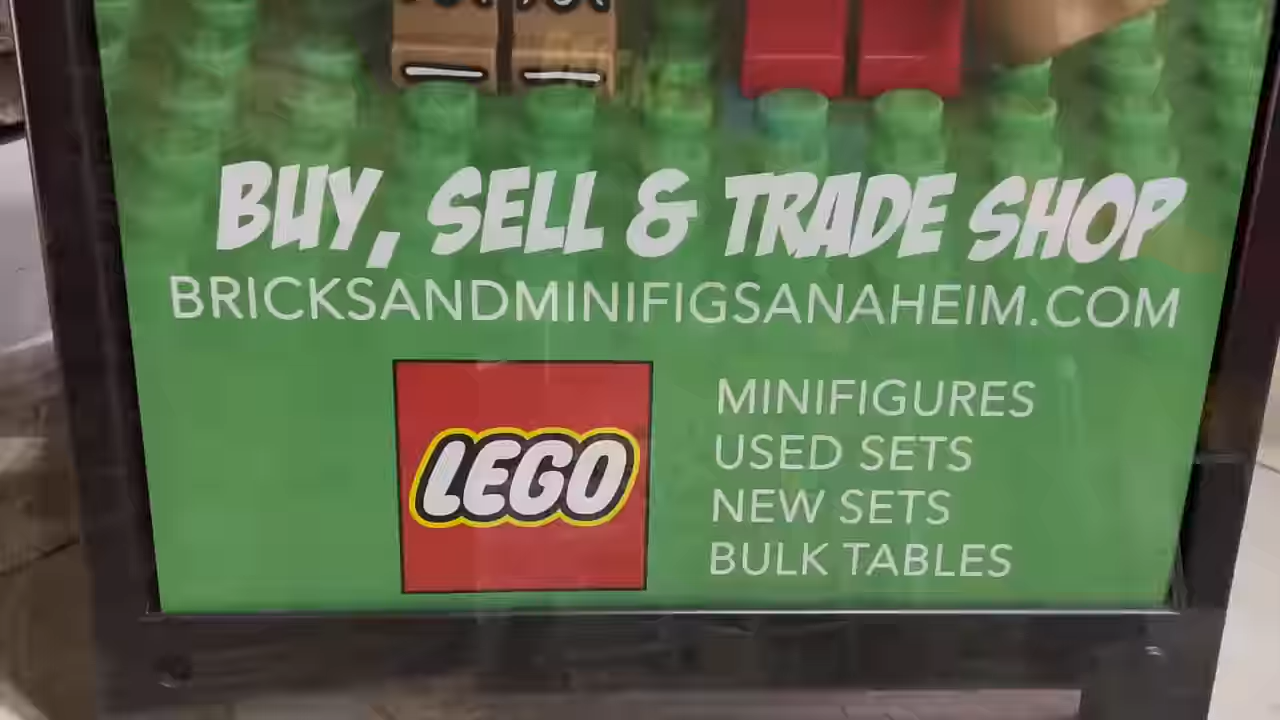 BUY, SELL & TRADE SHOP
BRICKSANDMINIFIGSANAHEIM.COM
LEGO
MINIFIGURES
USED SETS
NEW SETS
BULK TABLES